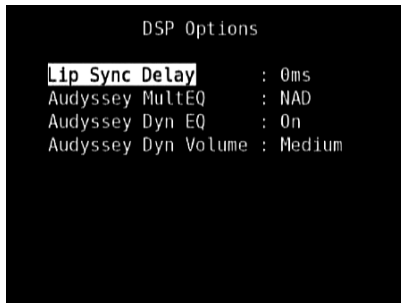 DSP Options
Lip Sync Delay : 0ms
Audyssey MultEQ : NAD
Audyssey Dyn EQ : On
Audyssey Dyn Volume : Medium